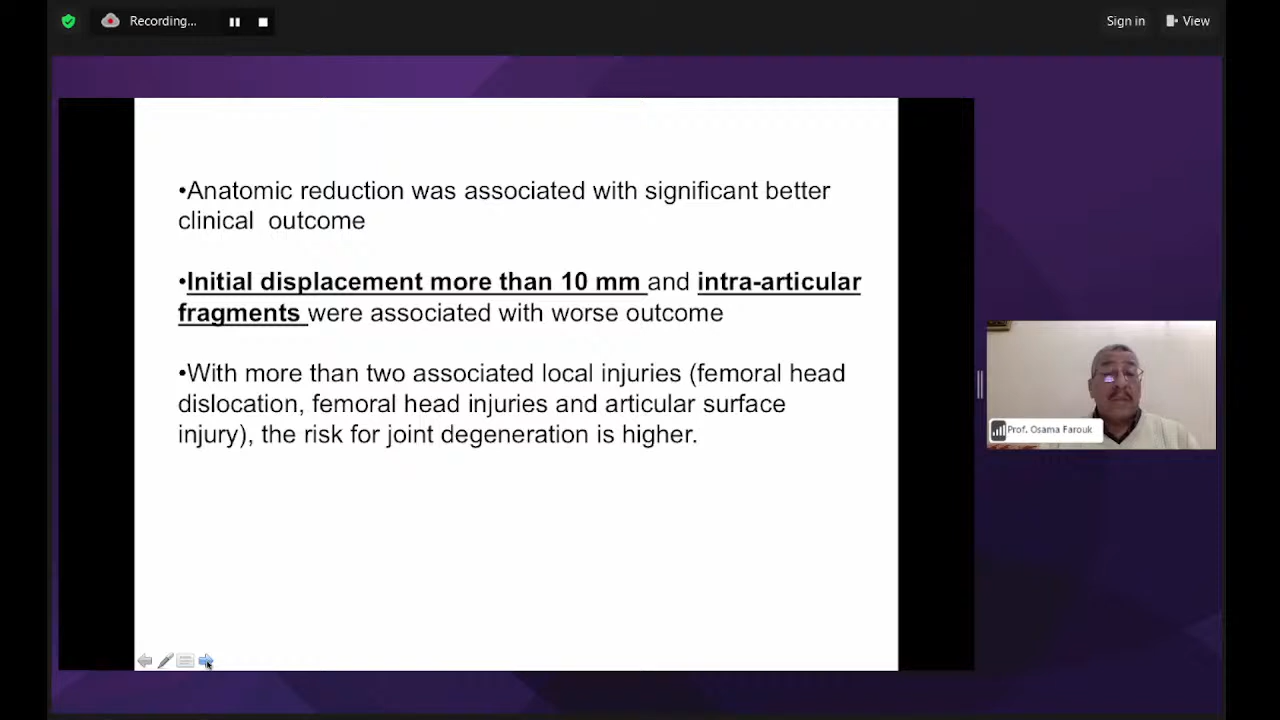 Recording...
Sign in
View
•Anatomic reduction was associated with significant better
clinical  outcome
•Initial displacement more than 10 mm and intra-articular
fragments were associated with worse outcome
•With more than two associated local injuries (femoral head
dislocation, femoral head injuries and articular surface
injury), the risk for joint degeneration is higher.
Prof. Osama Farouk